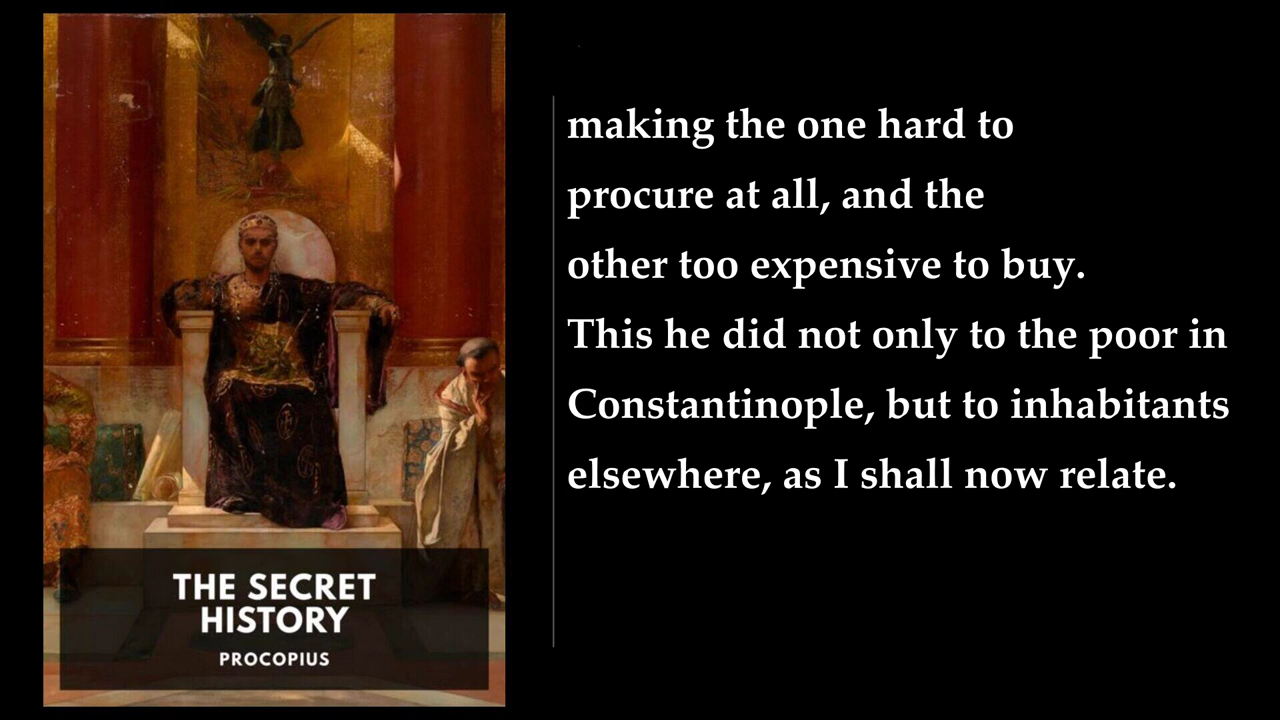 THE SECRET
HISTORY
PROCOPIUS
making the one hard to
procure at all, and the
other too expensive to buy.
This he did not only to the poor in
Constantinople, but to inhabitants
elsewhere, as I shall now relate.